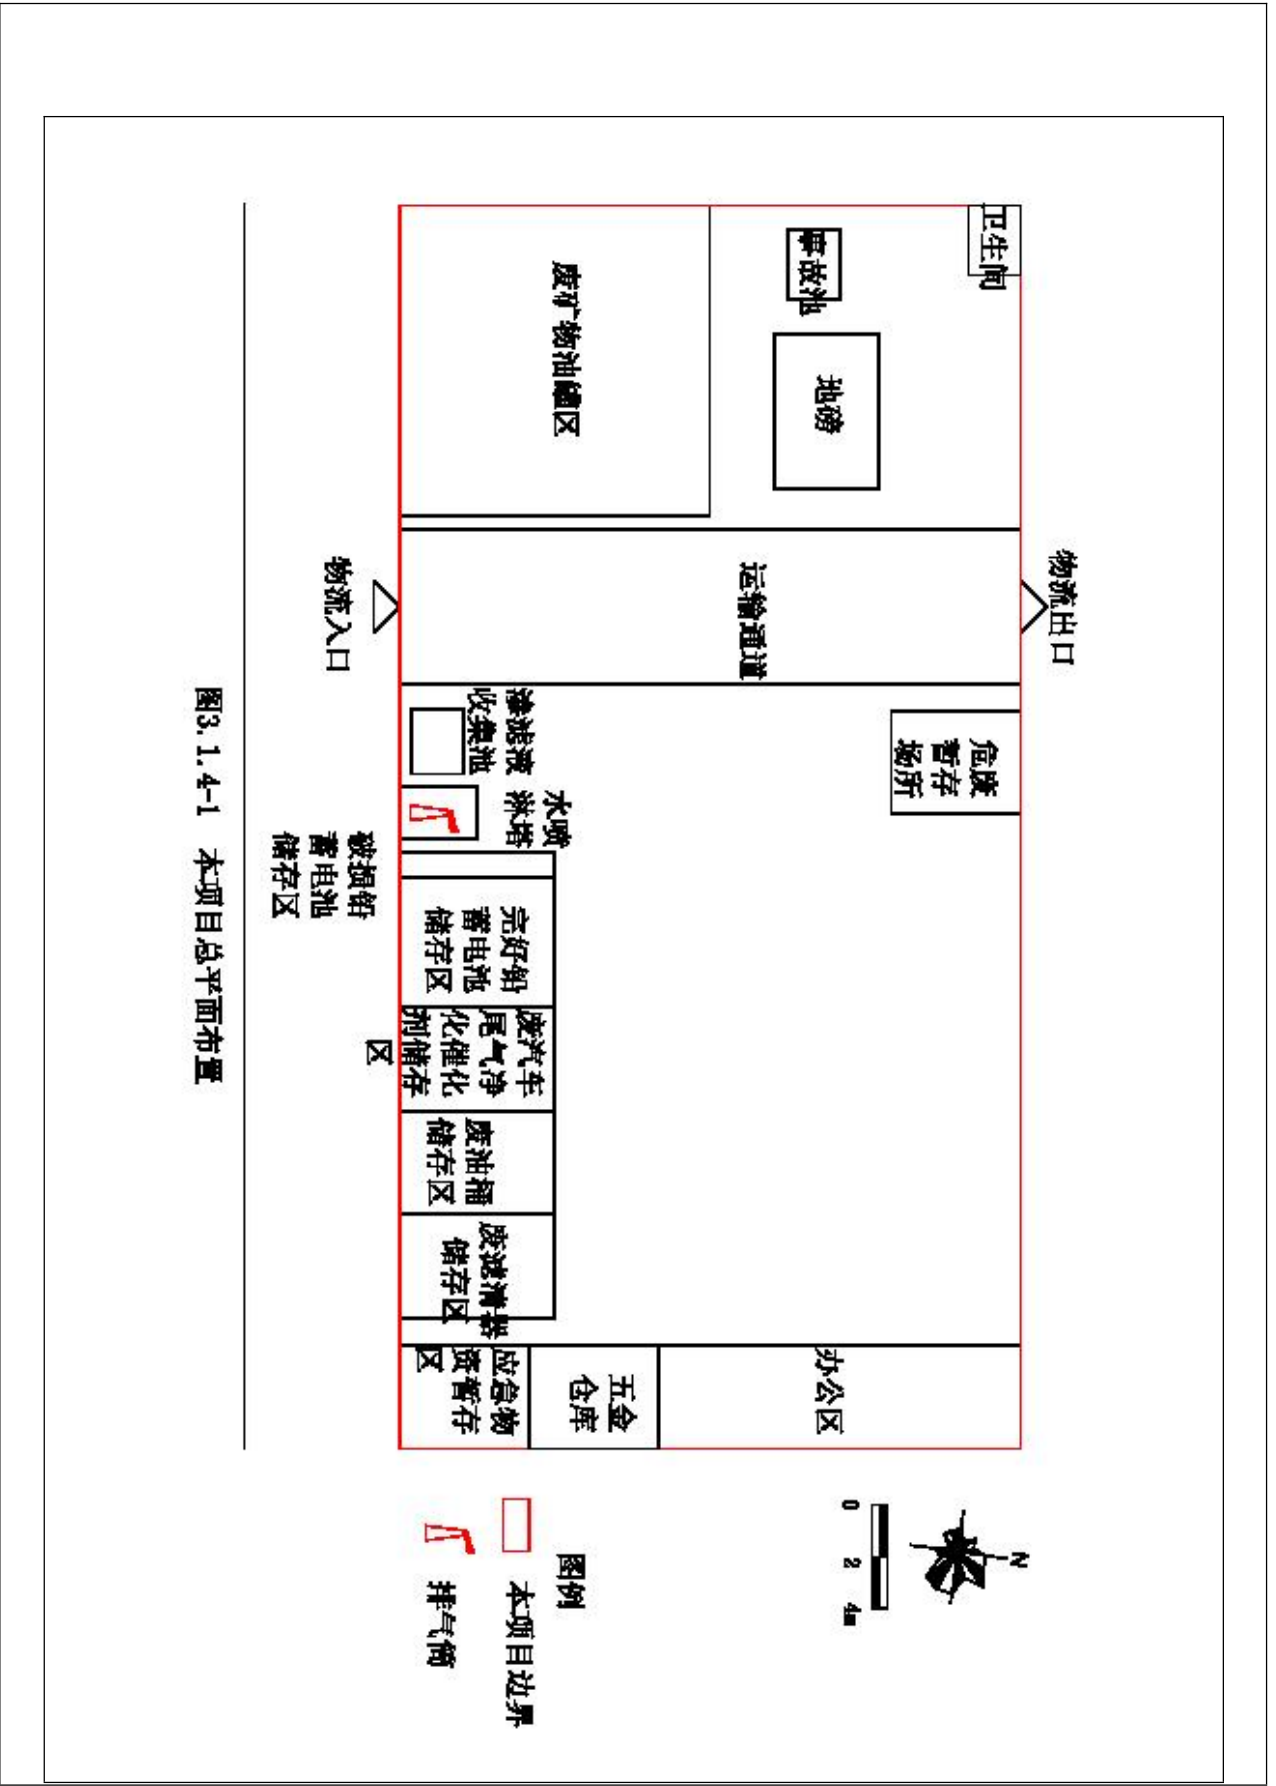 物流出口
N
卫生间
危废
暂存
场所
事故池
地磅
运输通道
办公区
0 2 4m
五金
仓库
废矿物油罐区
水喷
淋塔
渗滤液
收集池
完好铅
蓄电池
储存区
废汽车
尾气净
化催化
剂储存
区
废油桶
储存区
废滤清器
储存区
应急物
资暂存
区
图例
本项目边界
排气筒
物流入口
破损铅
蓄电池
储存区
图3.1.4-1 本项目总平面布置